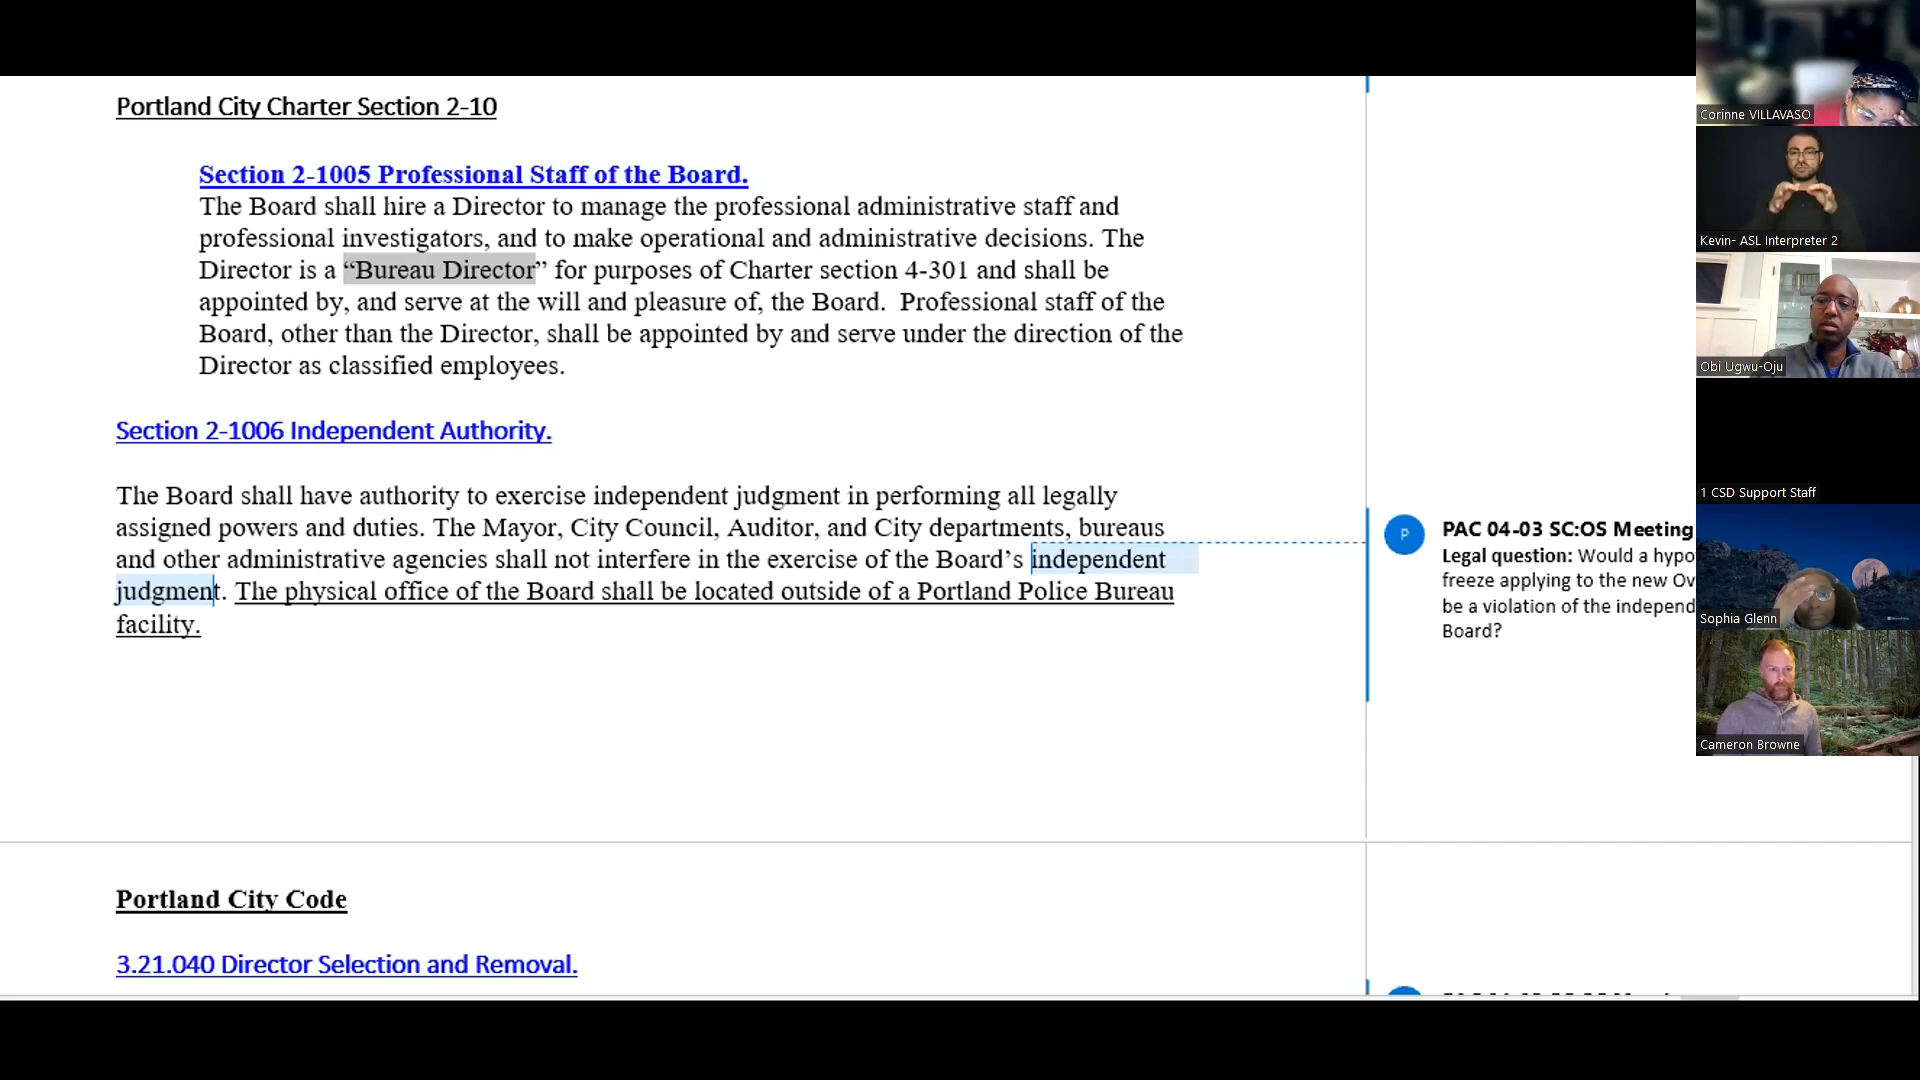 Portland City Charter Section 2-10
Section 2-1005 Professional Staff of the Board.
The Board shall hire a Director to manage the professional administrative staff and
professional investigators, and to make operational and administrative decisions. The
Director is a “Bureau Director” for purposes of Charter section 4-301 and shall be
appointed by, and serve at the will and pleasure of, the Board.  Professional staff of the
Board, other than the Director, shall be appointed by and serve under the direction of the
Director as classified employees.
Section 2-1006 Independent Authority.
The Board shall have authority to exercise independent judgment in performing all legally
assigned powers and duties. The Mayor, City Council, Auditor, and City departments, bureaus
and other administrative agencies shall not interfere in the exercise of the Board’s independent
judgment. The physical office of the Board shall be located outside of a Portland Police Bureau
facility.
Portland City Code
3.21.040 Director Selection and Removal.
P
PAC 04-03 SC:OS Meeting
Legal question: Would a hypo
freeze applying to the new Ov
be a violation of the independ
Board?
Corinne VILLAVASO
Kevin- ASL Interpreter 2
Obi Ugwu-Oju
1 CSD Support Staff
Sophia Glenn
Cameron Browne